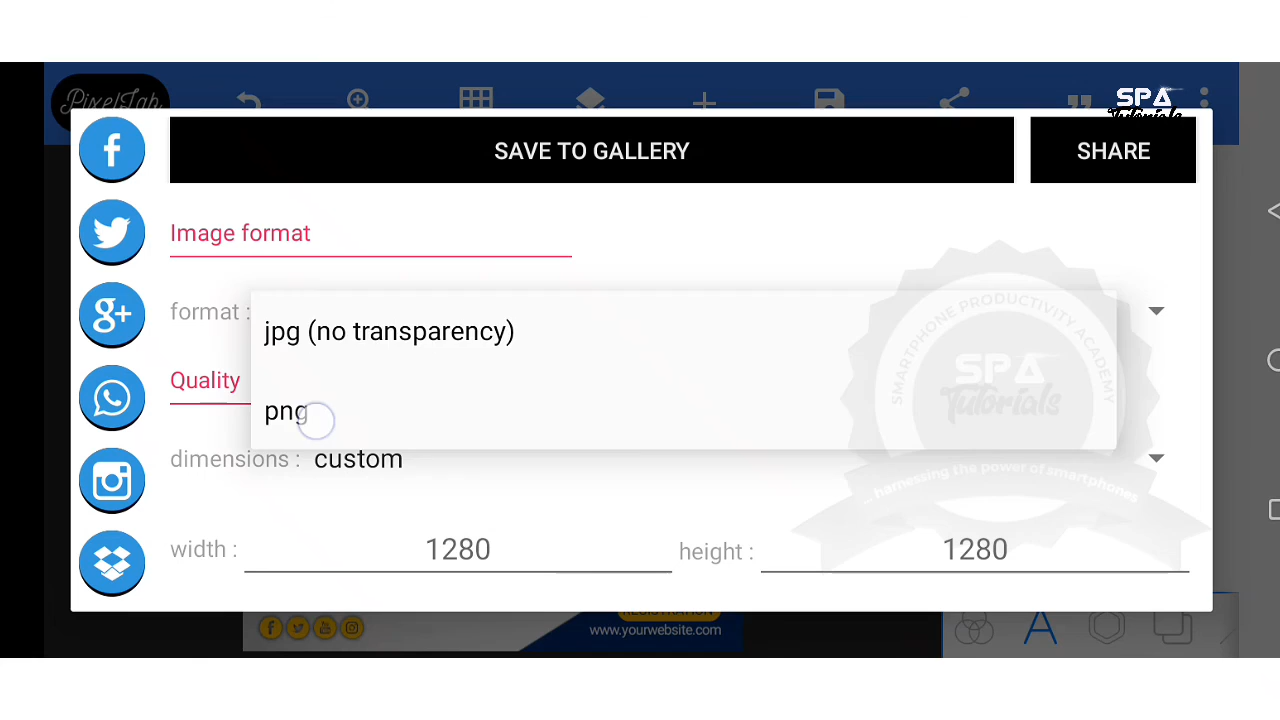 PixelLab
SPA
Tutorials
SAVE TO GALLERY
SHARE
Image format
format :
jpg (no transparency)
Quality
png
dimensions :
custom
width :
1280
height :
1280
SMARTPHONE PRODUCTIVITY ACADEMY
SPA
Tutorials
... harnessing the power of smartphones
REGISTRATION
www.yourwebsite.com